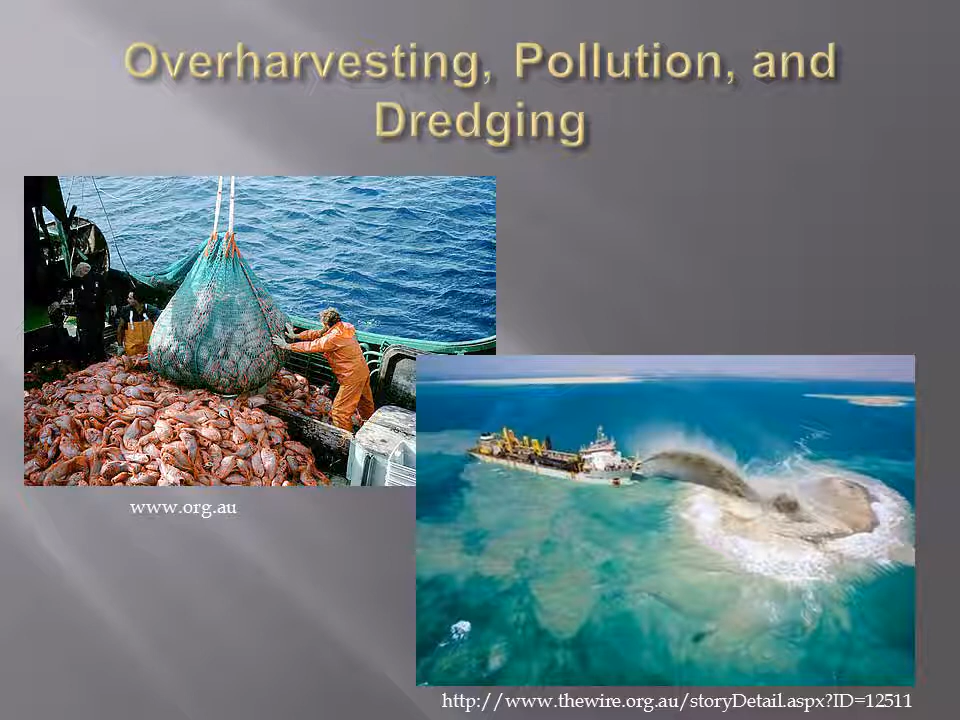 Overharvesting, Pollution, and
Dredging
www.org.au
http://www.thewire.org.au/storyDetail.aspx?ID=12511